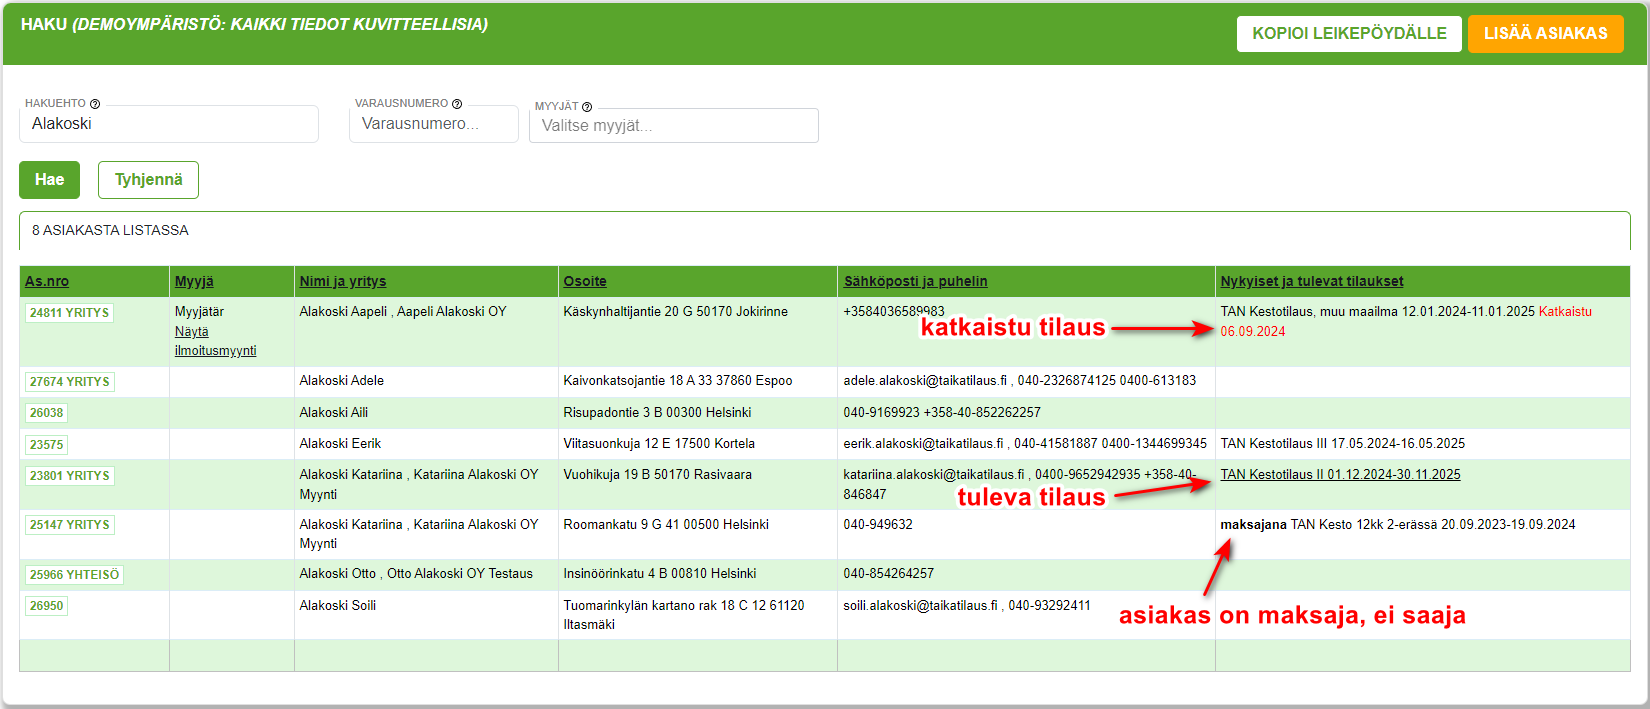 HAKU (DEMOYMPÄRISTÖ: KAIKKI TIEDOT KUVITTEELLISIA)
KOPIOI LEIKEPÖYDÄLLE
LISÄÄ ASIAKAS
HAKUEHTO
Alakoski
VARAUSNUMERO
Varausnumero...
MYYJÄT
Valitse myyjät...
Hae
Tyhjennä
8 ASIAKASTA LISTASSA
As.nro Myyjä Nimi ja yritys Osoite Sähköposti ja puhelin Nykyiset ja tulevat tilaukset
24811 YRITYS
Myyjätär
Näytä
ilmoitusmyynti
Alakoski Aapeli , Aapeli Alakoski OY
Käskynhaltijantie 20 G 50170 Jokirinne
+3584036589983
katkaistu tilaus
TAN Kestotilaus, muu maailma 12.01.2024-11.01.2025 Katkaistu
06.09.2024
27674 YRITYS
Alakoski Adele
Kaivonkatsojantie 18 A 33 37860 Espoo
adele.alakoski@taikatilaus.fi , 040-2326874125 0400-613183
26038
Alakoski Aili
Risupadontie 3 B 00300 Helsinki
040-9169923 +358-40-852262257
23575
Alakoski Eerik
Viitasuonkuja 12 E 17500 Kortela
eerik.alakoski@taikatilaus.fi , 040-41581887 0400-1344699345
TAN Kestotilaus III 17.05.2024-16.05.2025
23801 YRITYS
Alakoski Katariina , Katariina Alakoski OY
Myynti
Vuohikuja 19 B 50170 Rasivaara
katariina.alakoski@taikatilaus.fi , 0400-9652942935 +358-40-
846847
tuleva tilaus
TAN Kestotilaus II 01.12.2024-30.11.2025
25147 YRITYS
Alakoski Katariina , Katariina Alakoski OY
Myynti
Roomankatu 9 G 41 00500 Helsinki
040-949632
maksajana TAN Kesto 12kk 2-erässä 20.09.2023-19.09.2024
25966 YHTEISÖ
Alakoski Otto , Otto Alakoski OY Testaus
Insinöörinkatu 4 B 00810 Helsinki
040-854264257
26950
Alakoski Soili
Tuomarinkylän kartano rak 18 C 12 61120
Iltasmäki
soili.alakoski@taikatilaus.fi , 040-93292411
asiakas on maksaja, ei saaja